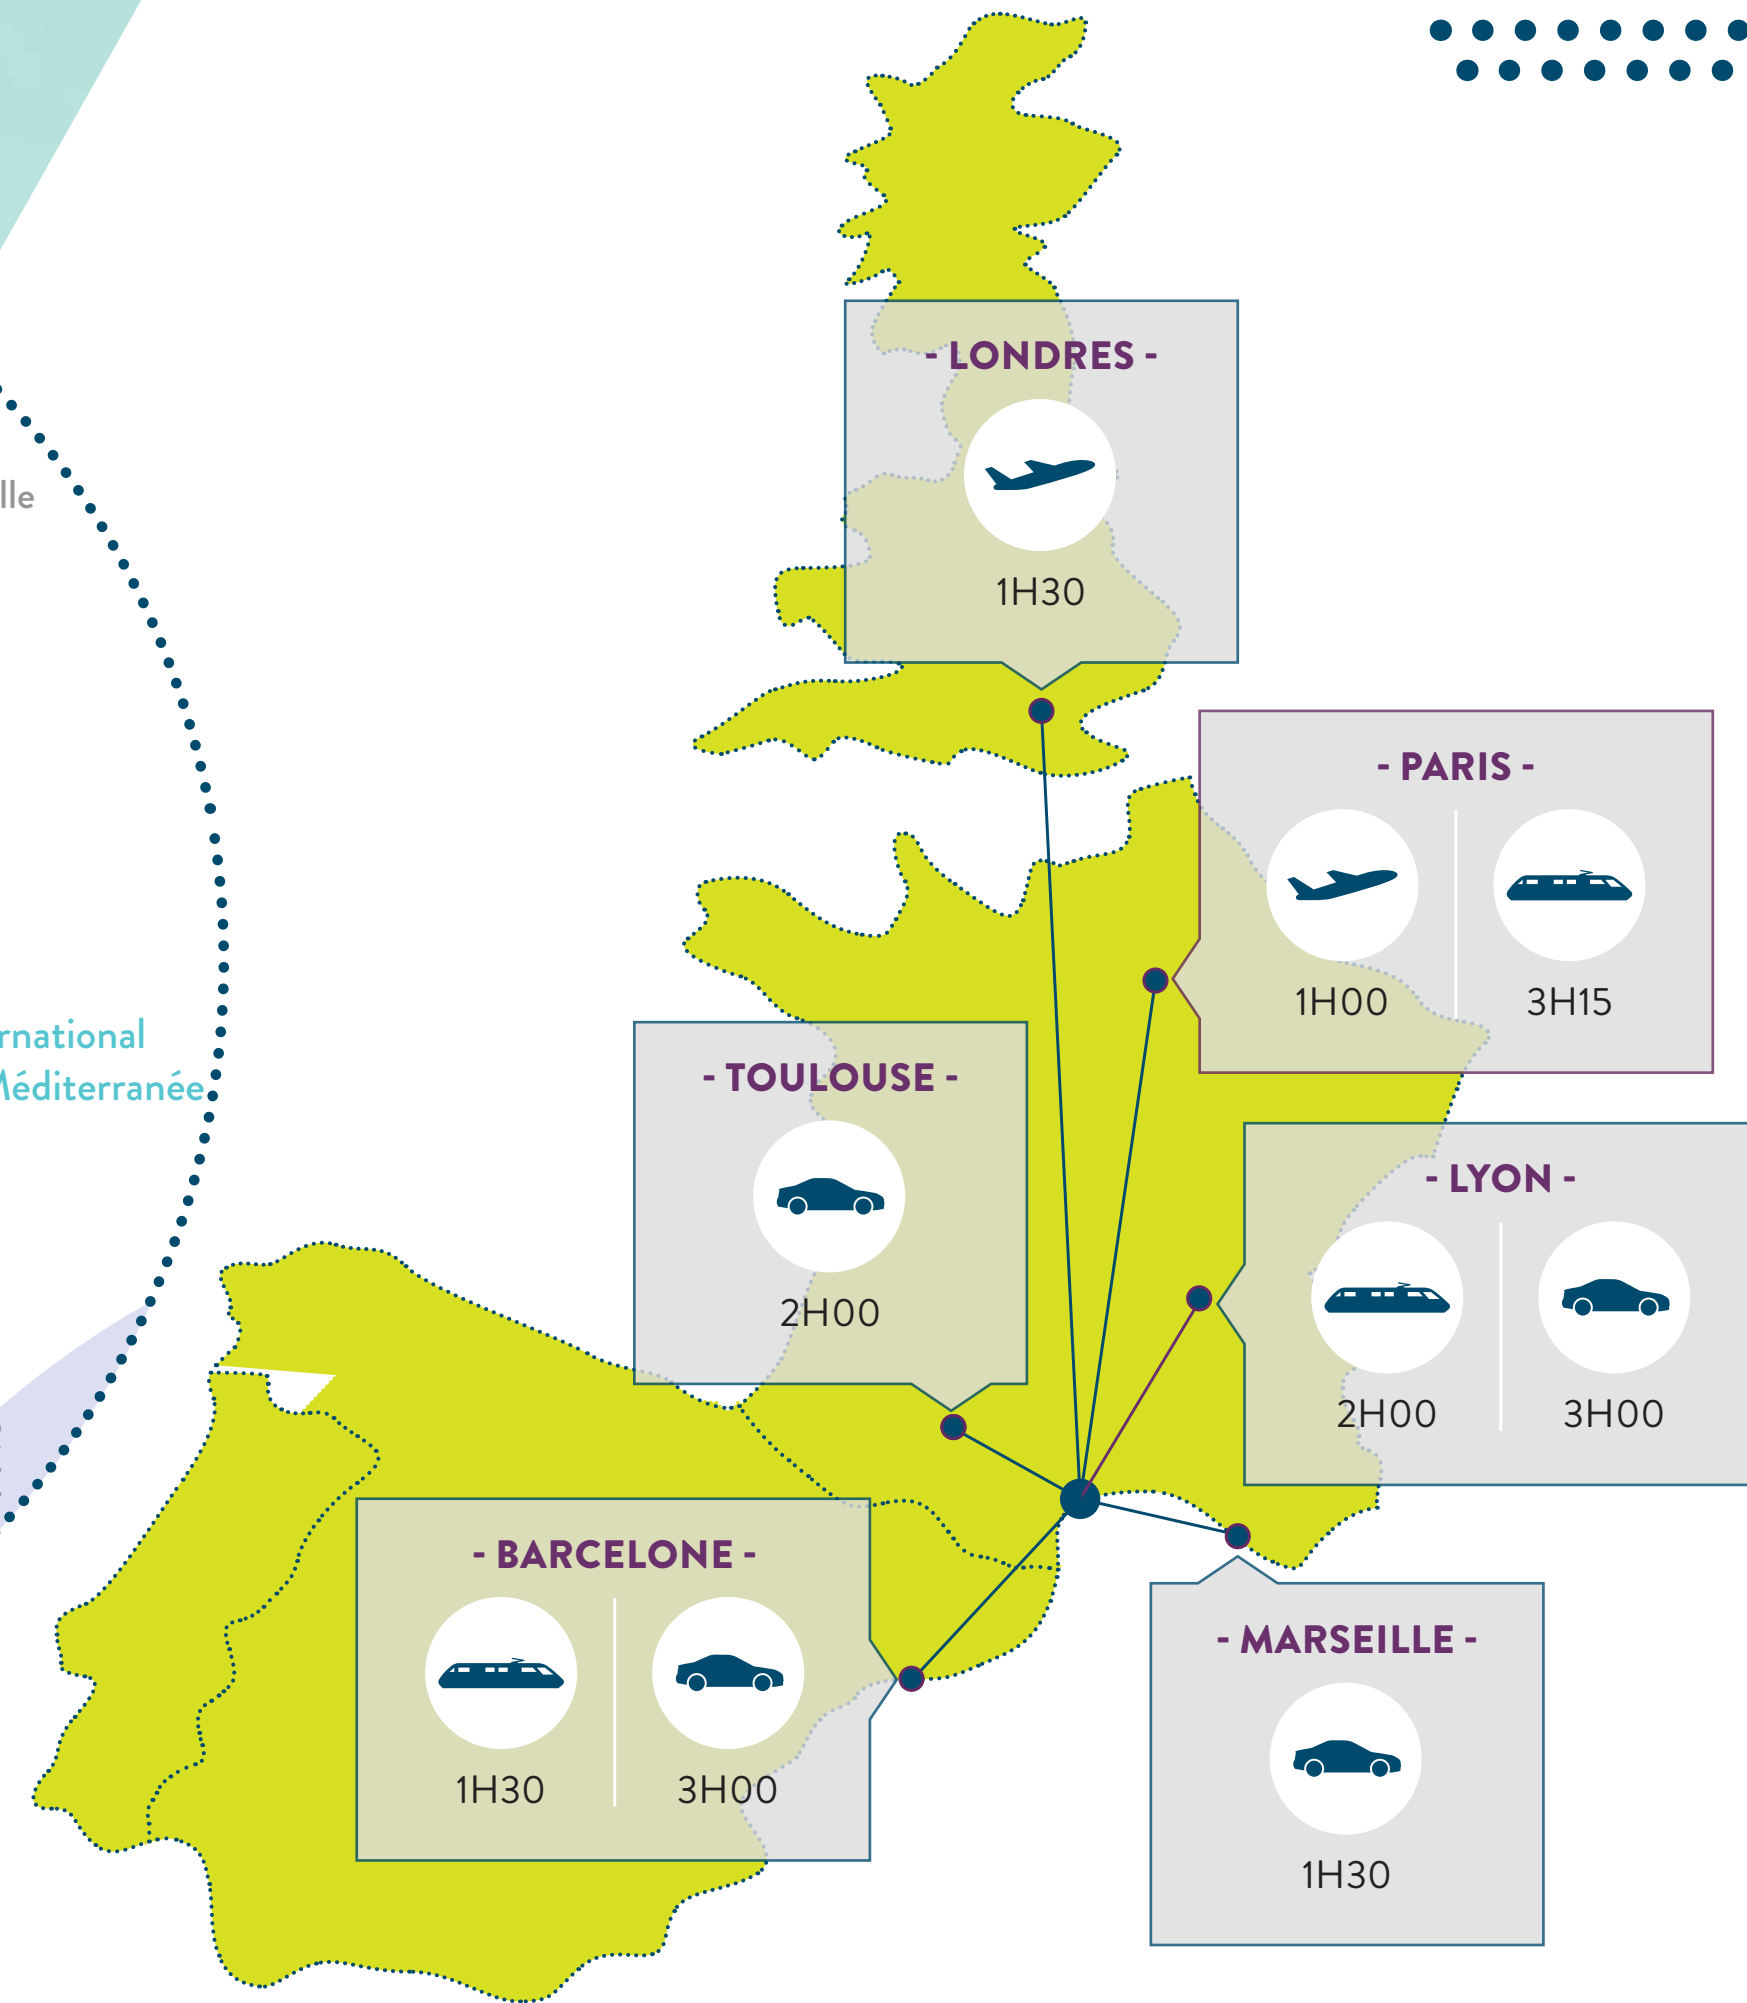 - LONDRES -
1H30
lle
- PARIS -
1H00 3H15
rnational
Méditerranée
- TOULOUSE -
2H00
- LYON -
2H00 3H00
- BARCELONE -
1H30 3H00
- MARSEILLE -
1H30